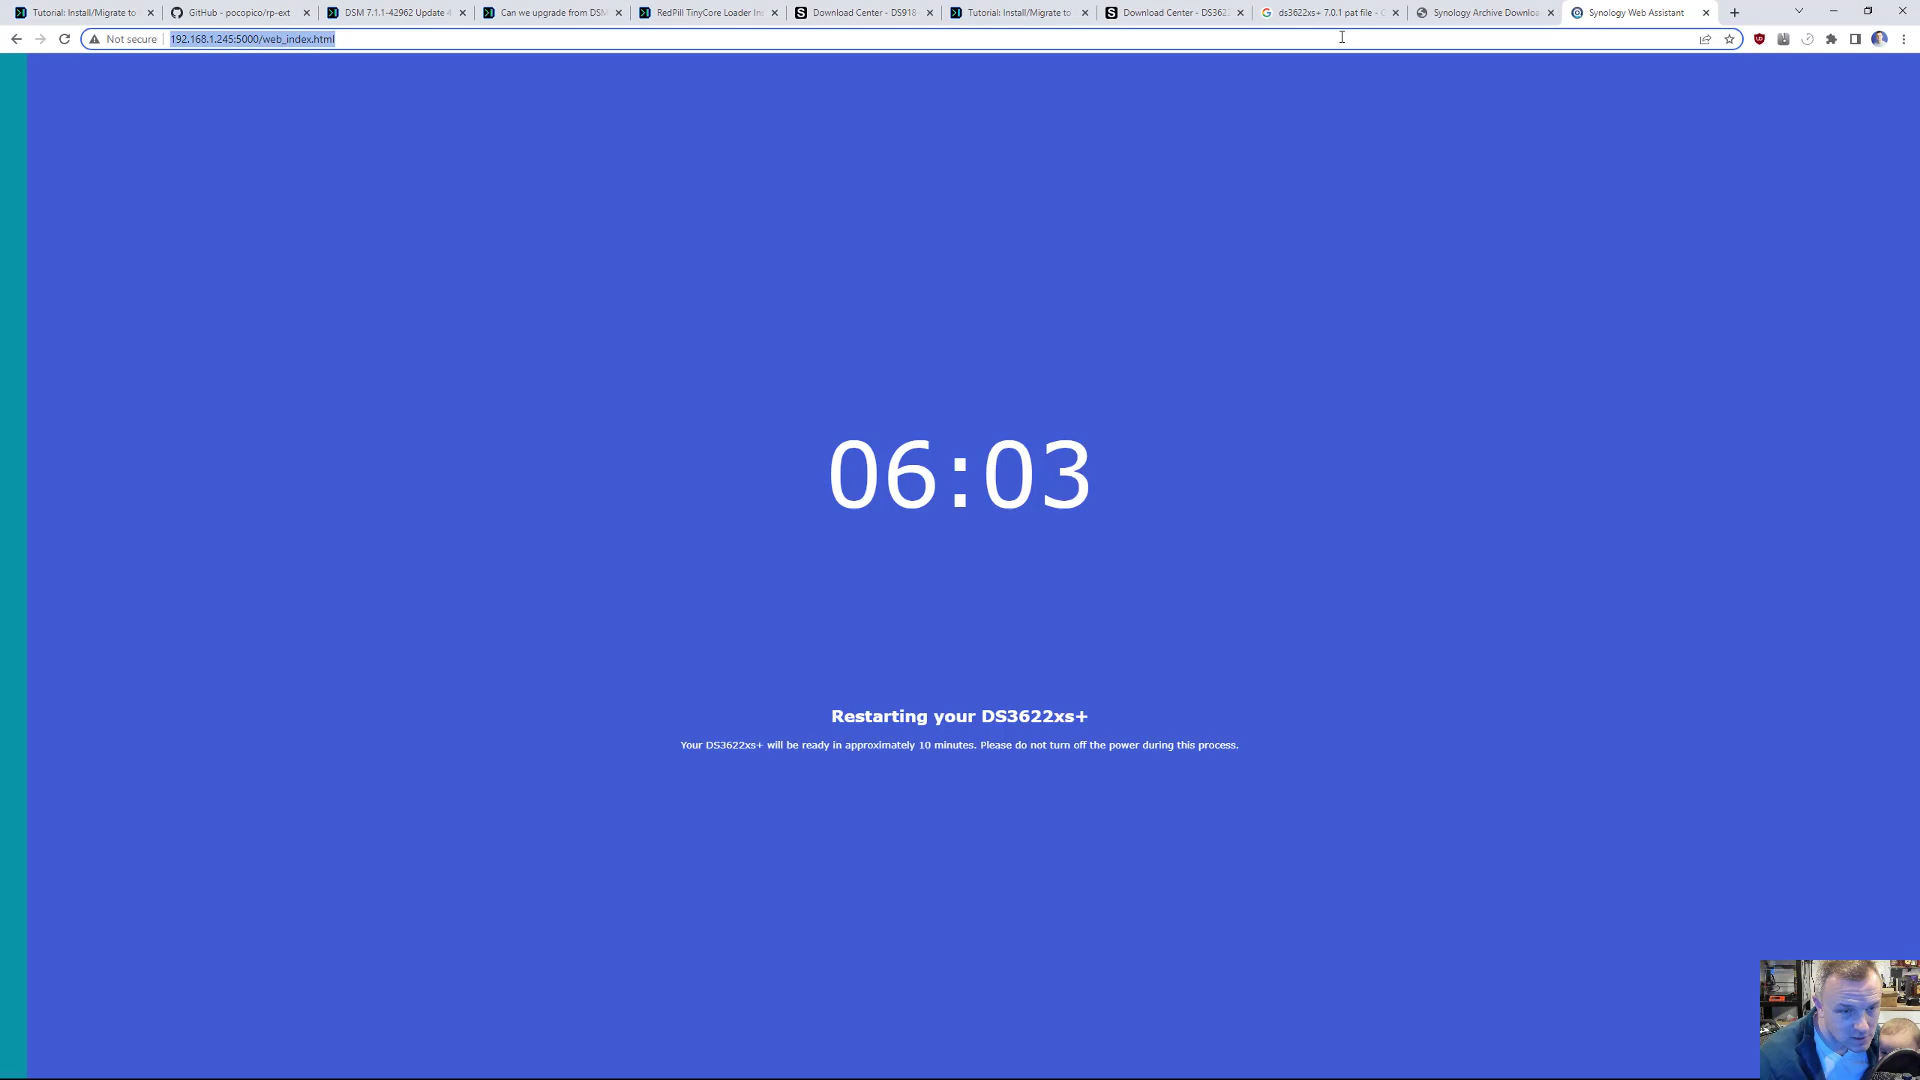 Tutorial: Install/Migrate to
GitHub - pocopico/rp-ext
DSM 7.1.1-42962 Update 4
Can we upgrade from DSM
RedPill TinyCore Loader Ins
Download Center - DS918
Tutorial: Install/Migrate to
Download Center - DS362
ds3622xs+ 7.0.1 pat file - G
Synology Archive Downloa
Synology Web Assistant
Not secure
192.168.1.245:5000/web_index.html
06:03
Restarting your DS3622xs+
Your DS3622xs+ will be ready in approximately 10 minutes. Please do not turn off the power during this process.